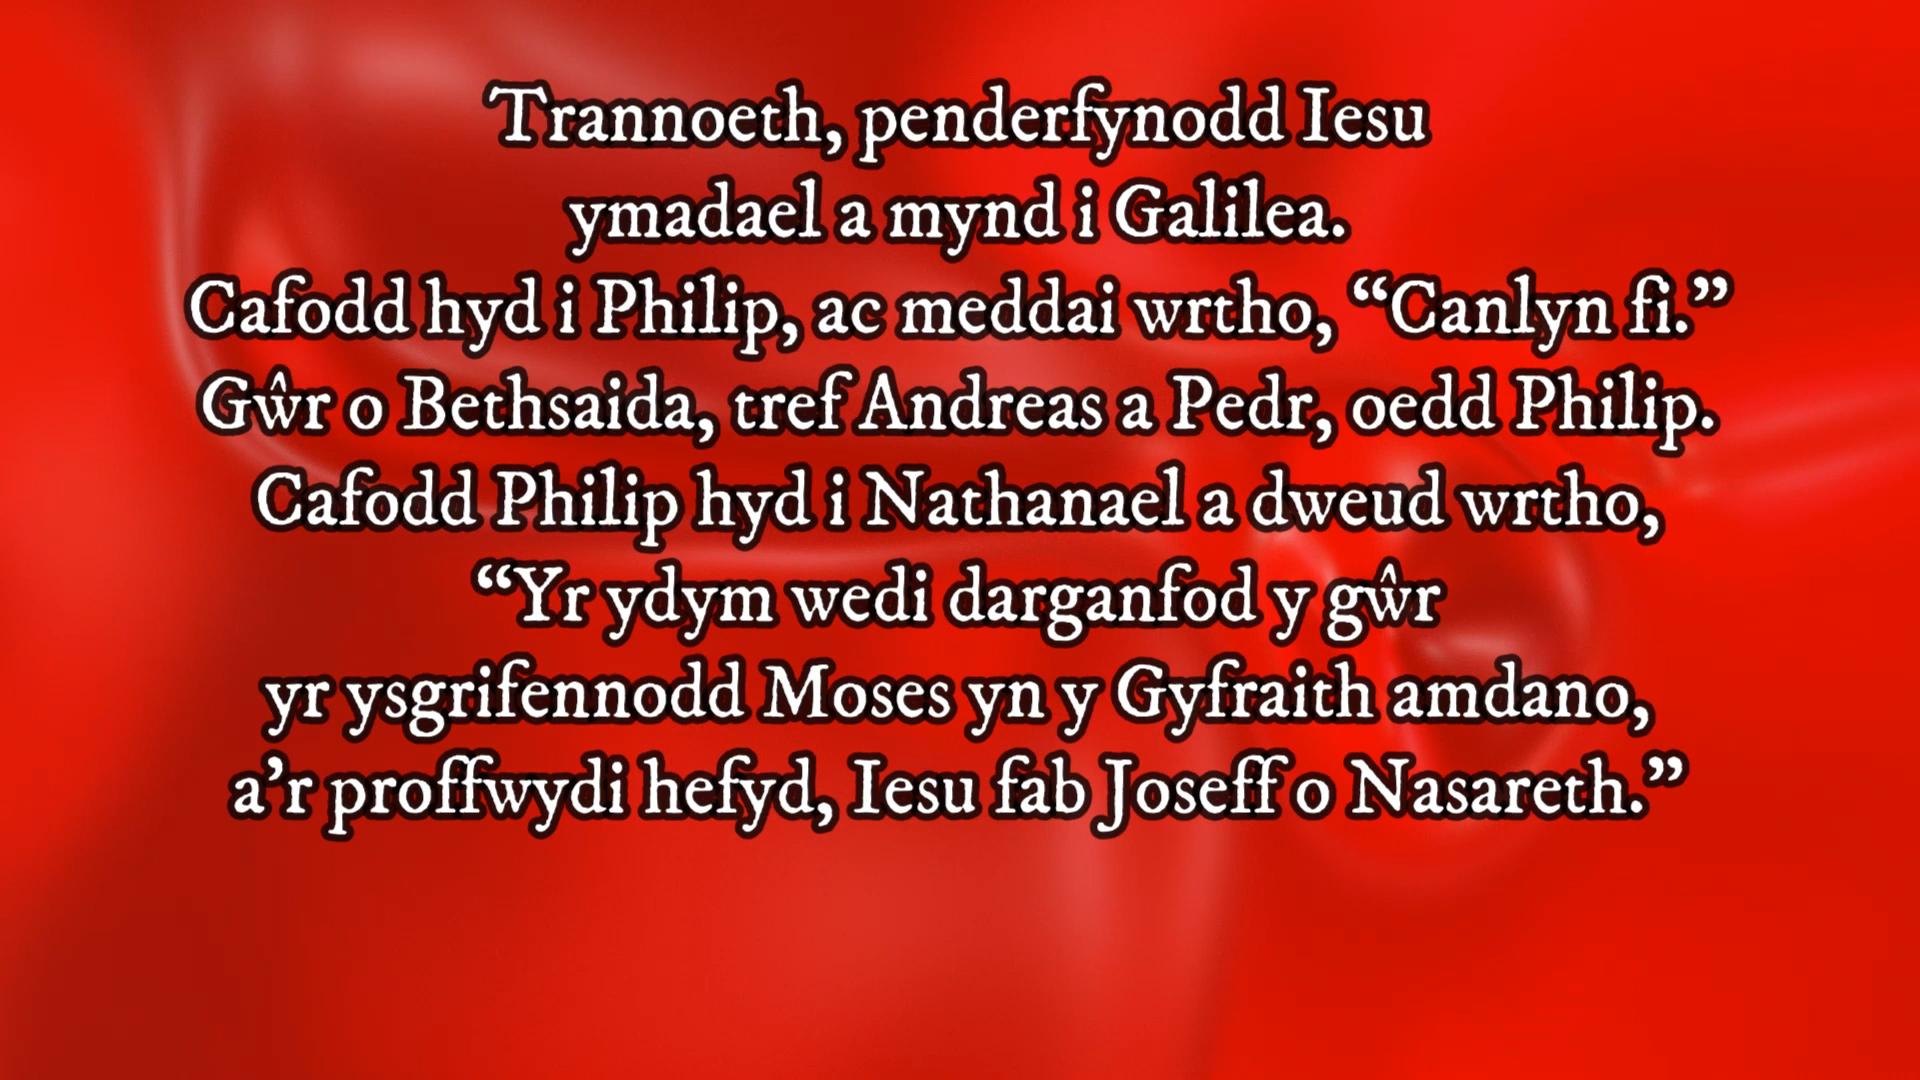 Trannoeth, penderfynodd Iesu
ymadael a mynd i Galilea.
Cafodd hyd i Philip, ac meddai wrtho, “Canlyn fi.”
Gŵr o Bethsaida, tref Andreas a Pedr, oedd Philip.
Cafodd Philip hyd i Nathanael a dweud wrtho,
“Yr ydym wedi darganfod y gŵr
yr ysgrifennodd Moses yn y Gyfraith amdano,
a’r proffwydi hefyd, Iesu fab Joseff o Nasareth.”